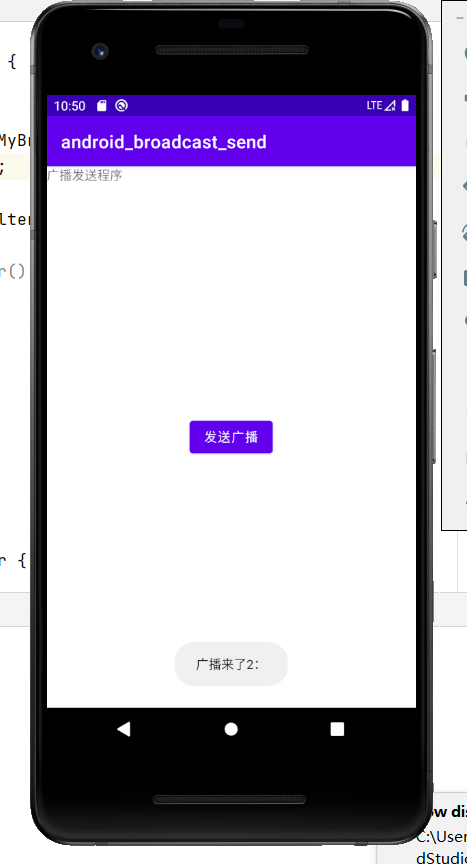 {
10:50
LTE
android_broadcast_send
广播发送程序
;
r()
发送广播
r {
广播来了2:
C:\User